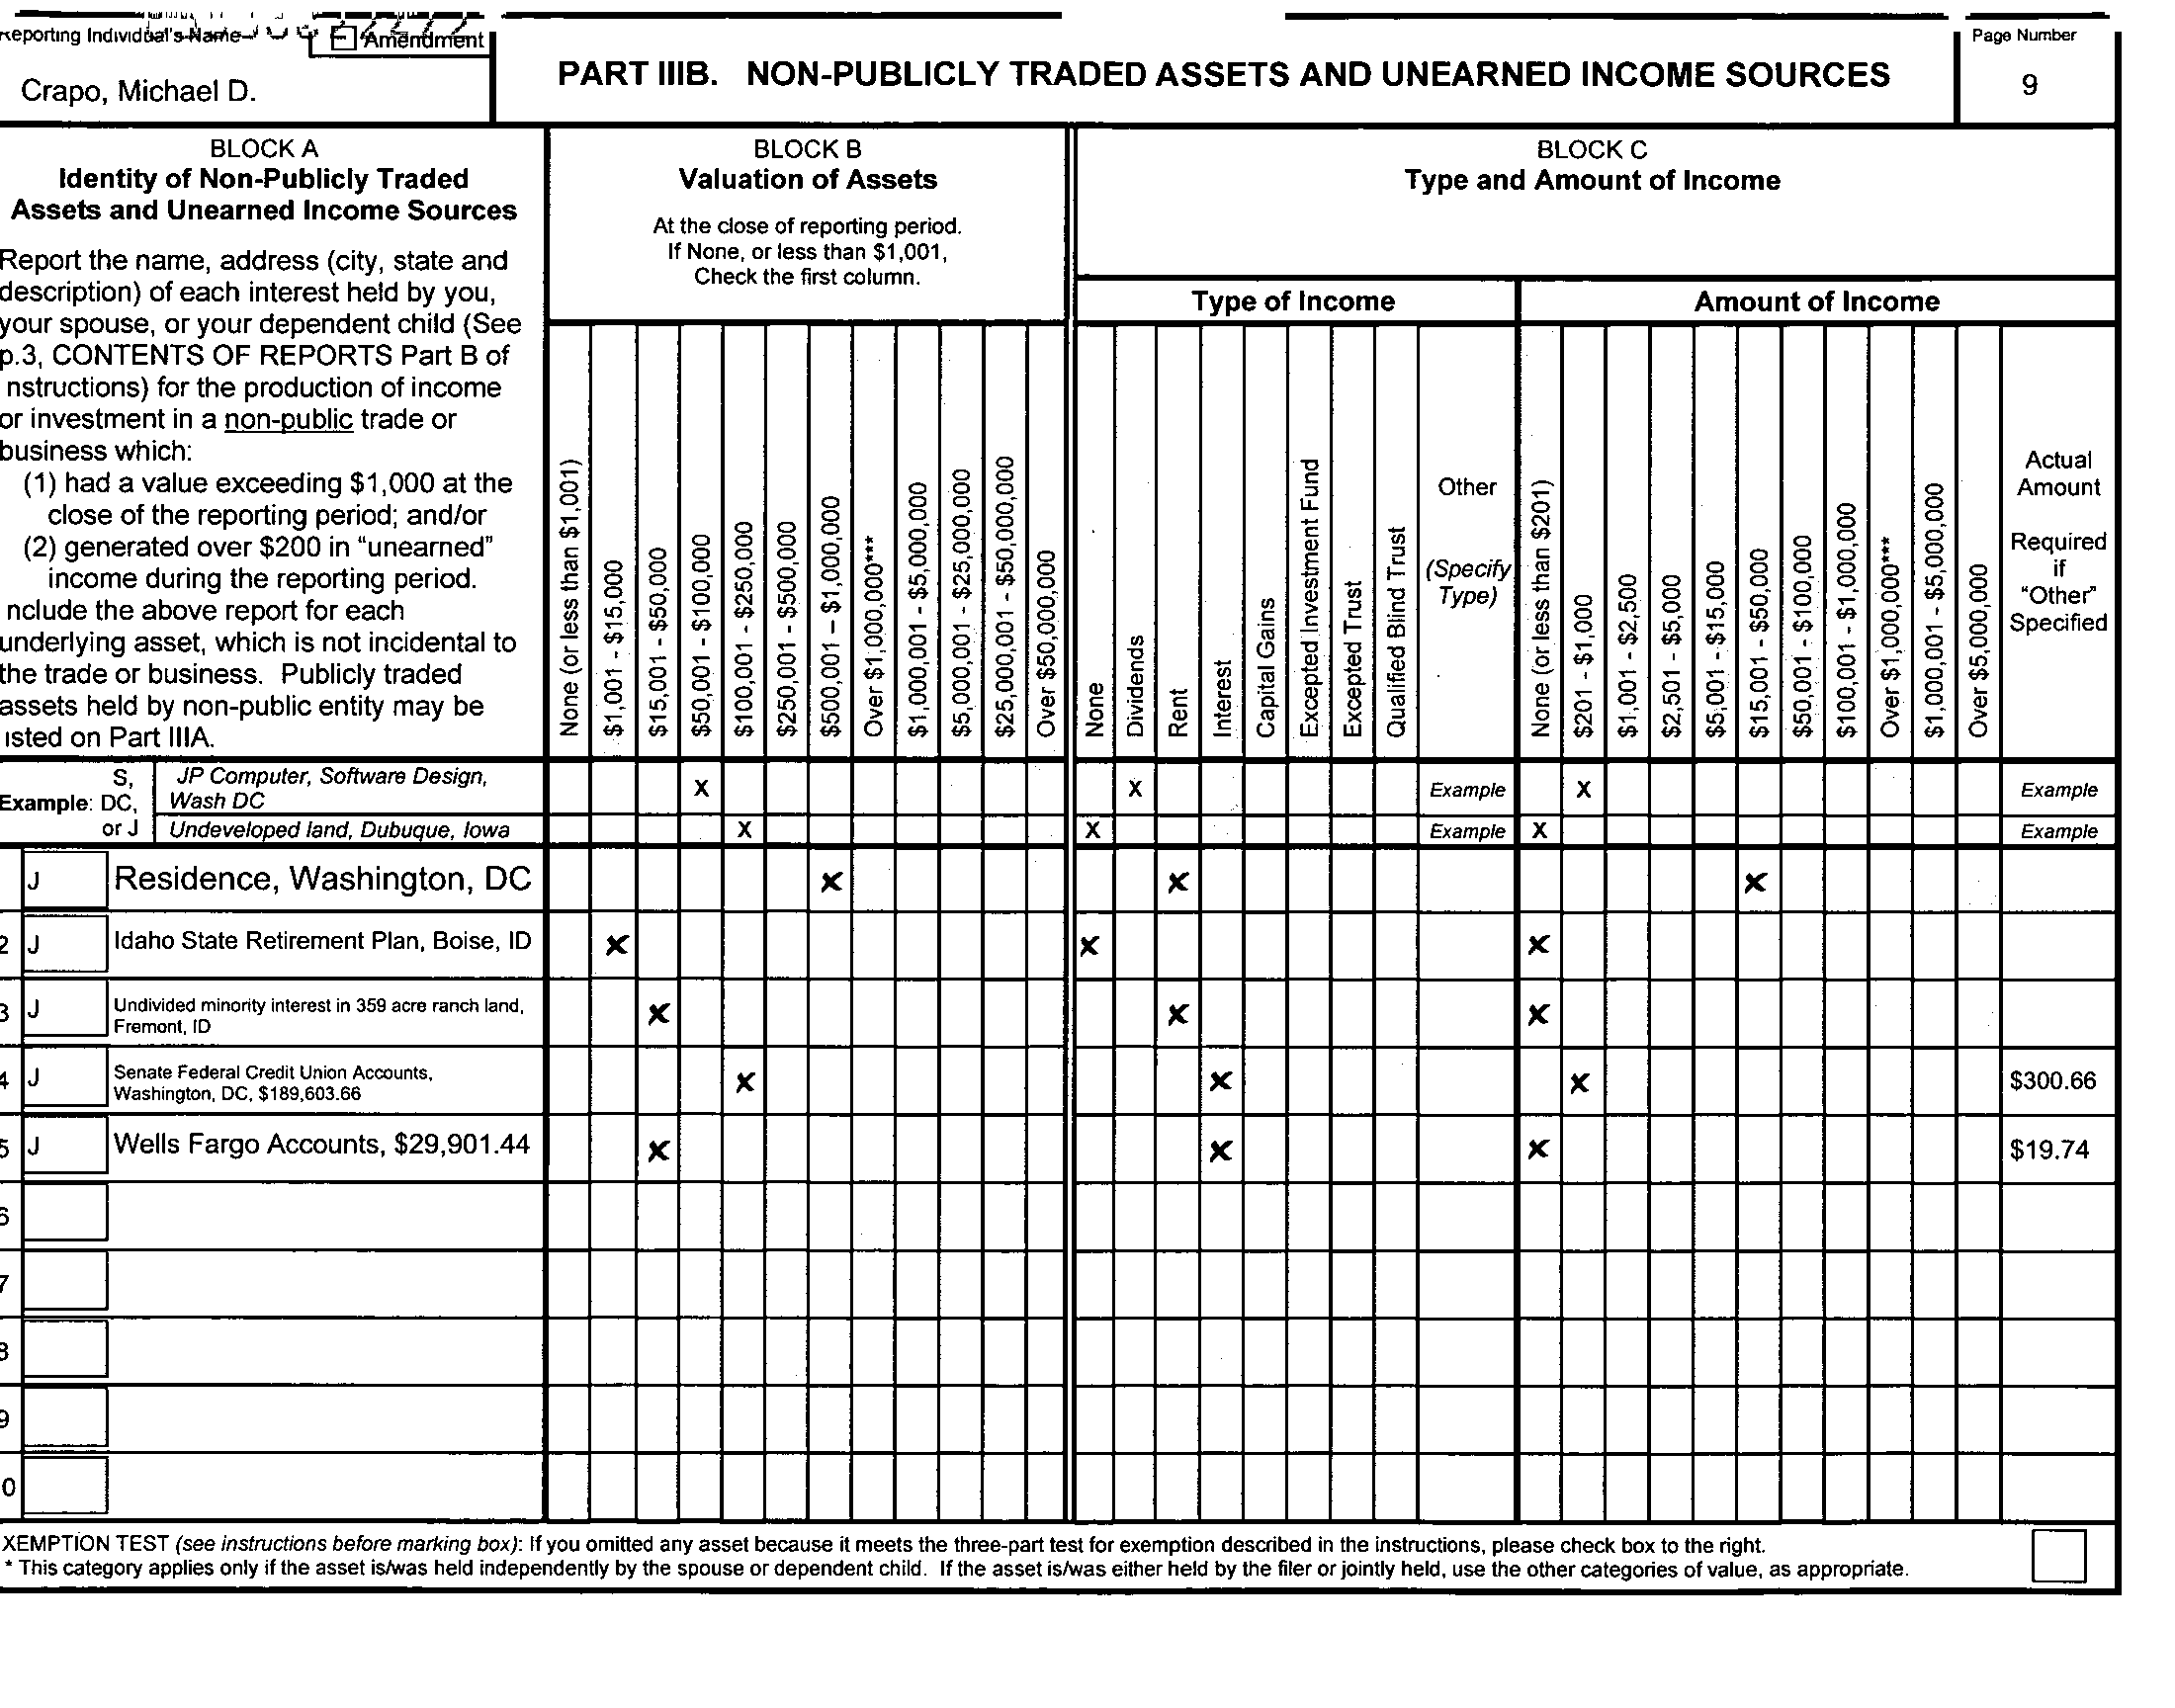 Reporting Individual's Name
Amendment
Crapo, Michael D.
PART IIIB. NON-PUBLICLY TRADED ASSETS AND UNEARNED INCOME SOURCES
Page Number
9
BLOCK A
Identity of Non-Publicly Traded
Assets and Unearned Income Sources
Report the name, address (city, state and
description) of each interest held by you,
your spouse, or your dependent child (See
p.3, CONTENTS OF REPORTS Part B of
nstructions) for the production of income
or investment in a non-public trade or
business which:
(1) had a value exceeding $1,000 at the
close of the reporting period; and/or
(2) generated over $200 in “unearned”
income during the reporting period.
nclude the above report for each
underlying asset, which is not incidental to
the trade or business. Publicly traded
assets held by non-public entity may be
isted on Part IIIA.
BLOCK B
Valuation of Assets
At the close of reporting period.
If None, or less than $1,001,
Check the first column.
None (or less than $1,001)
$1,001 - $15,000
$15,001 - $50,000
$50,001 - $100,000
$100,001 - $250,000
$250,001 - $500,000
$500,001 – $1,000,000
Over $1,000,000***
$1,000,001 - $5,000,000
$5,000,001 - $25,000,000
$25,000,001 - $50,000,000
Over $50,000,000
BLOCK C
Type and Amount of Income
Type of Income
None
Dividends
Rent
Interest
Capital Gains
Excepted Investment Fund
Excepted Trust
Qualified Blind Trust
Other
(Specify
Type)
Amount of Income
None (or less than $201)
$201 - $1,000
$1,001 - $2,500
$2,501 - $5,000
$5,001 - $15,000
$15,001 - $50,000
$50,001 - $100,000
$100,001 - $1,000,000
Over $1,000,000***
$1,000,001 - $5,000,000
Over $5,000,000
Actual
Amount
Required
if
“Other”
Specified
Example: S, DC, or J
JP Computer, Software Design,
Wash DC
X X Example X Example
Undeveloped land, Dubuque, Iowa X X Example X Example
J Residence, Washington, DC X X X
2 J Idaho State Retirement Plan, Boise, ID X X X
3 J Undivided minority interest in 359 acre ranch land,
Fremont, ID X X X
4 J Senate Federal Credit Union Accounts,
Washington, DC, $189,603.66 X X X $300.66
5 J Wells Fargo Accounts, $29,901.44 X X X $19.74
6
7
8
9
0
XEMPTION TEST (see instructions before marking box): If you omitted any asset because it meets the three-part test for exemption described in the instructions, please check box to the right.
* This category applies only if the asset is/was held independently by the spouse or dependent child. If the asset is/was either held by the filer or jointly held, use the other categories of value, as appropriate.